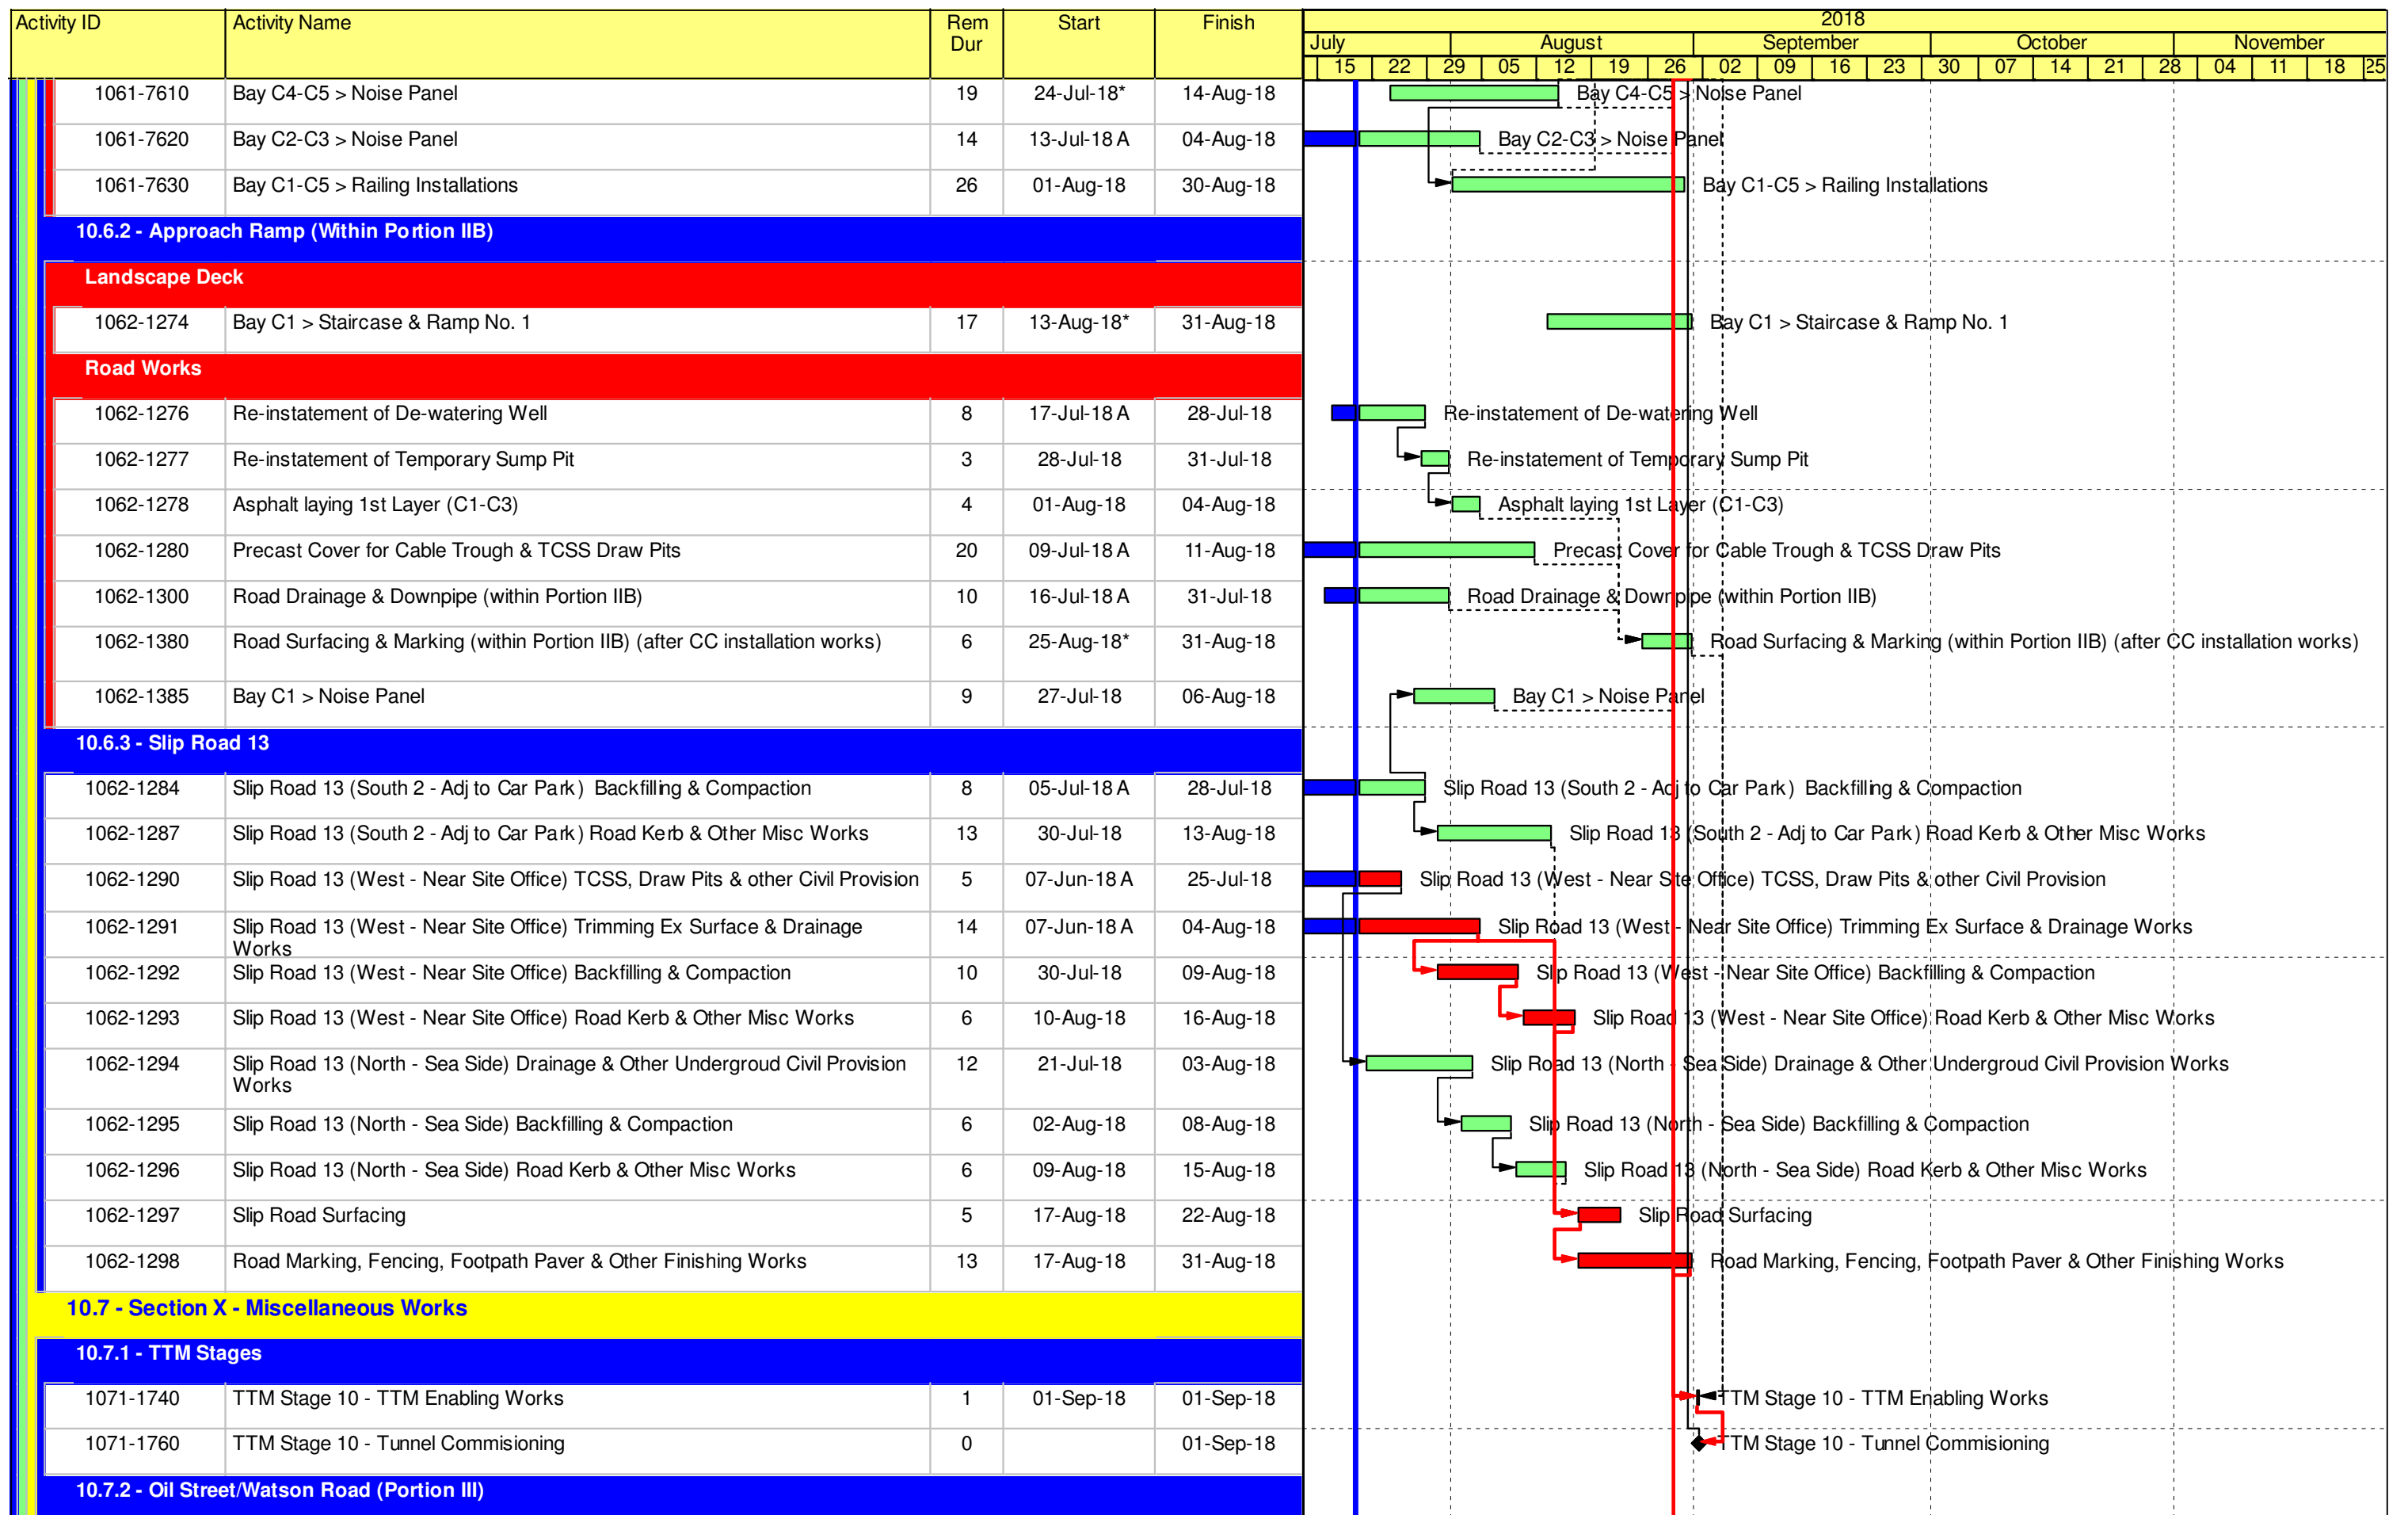 Activity ID Activity Name Rem Dur Start Finish 2018
July August September October November
15 22 29 05 12 19 26 02 09 16 23 30 07 14 21 28 04 11 18 25
1061-7610 Bay C4-C5 > Noise Panel 19 24-Jul-18* 14-Aug-18 Bay C4-C5 > Noise Panel
1061-7620 Bay C2-C3 > Noise Panel 14 13-Jul-18 A 04-Aug-18 Bay C2-C3 > Noise Panel
1061-7630 Bay C1-C5 > Railing Installations 26 01-Aug-18 30-Aug-18 Bay C1-C5 > Railing Installations
10.6.2 - Approach Ramp (Within Portion IIB)
Landscape Deck
1062-1274 Bay C1 > Staircase & Ramp No. 1 17 13-Aug-18* 31-Aug-18 Bay C1 > Staircase & Ramp No. 1
Road Works
1062-1276 Re-instatement of De-watering Well 8 17-Jul-18 A 28-Jul-18 Re-instatement of De-watering Well
1062-1277 Re-instatement of Temporary Sump Pit 3 28-Jul-18 31-Jul-18 Re-instatement of Temporary Sump Pit
1062-1278 Asphalt laying 1st Layer (C1-C3) 4 01-Aug-18 04-Aug-18 Asphalt laying 1st Layer (C1-C3)
1062-1280 Precast Cover for Cable Trough & TCSS Draw Pits 20 09-Jul-18 A 11-Aug-18 Precast Cover for Cable Trough & TCSS Draw Pits
1062-1300 Road Drainage & Downpipe (within Portion IIB) 10 16-Jul-18 A 31-Jul-18 Road Drainage & Downpipe (within Portion IIB)
1062-1380 Road Surfacing & Marking (within Portion IIB) (after CC installation works) 6 25-Aug-18* 31-Aug-18 Road Surfacing & Marking (within Portion IIB) (after CC installation works)
1062-1385 Bay C1 > Noise Panel 9 27-Jul-18 06-Aug-18 Bay C1 > Noise Panel
10.6.3 - Slip Road 13
1062-1284 Slip Road 13 (South 2 - Adj to Car Park) Backfilling & Compaction 8 05-Jul-18 A 28-Jul-18 Slip Road 13 (South 2 - Adj to Car Park) Backfilling & Compaction
1062-1287 Slip Road 13 (South 2 - Adj to Car Park) Road Kerb & Other Misc Works 13 30-Jul-18 13-Aug-18 Slip Road 13 (South 2 - Adj to Car Park) Road Kerb & Other Misc Works
1062-1290 Slip Road 13 (West - Near Site Office) TCSS, Draw Pits & other Civil Provision 5 07-Jun-18 A 25-Jul-18 Slip Road 13 (West - Near Site Office) TCSS, Draw Pits & other Civil Provision
1062-1291 Slip Road 13 (West - Near Site Office) Trimming Ex Surface & Drainage 14 07-Jun-18 A 04-Aug-18 Slip Road 13 (West - Near Site Office) Trimming Ex Surface & Drainage Works
Works
1062-1292 Slip Road 13 (West - Near Site Office) Backfilling & Compaction 10 30-Jul-18 09-Aug-18 Slip Road 13 (West - Near Site Office) Backfilling & Compaction
1062-1293 Slip Road 13 (West - Near Site Office) Road Kerb & Other Misc Works 6 10-Aug-18 16-Aug-18 Slip Road 13 (West - Near Site Office) Road Kerb & Other Misc Works
1062-1294 Slip Road 13 (North - Sea Side) Drainage & Other Undergroud Civil Provision 12 21-Jul-18 03-Aug-18 Slip Road 13 (North - Sea Side) Drainage & Other Undergroud Civil Provision Works
Works
1062-1295 Slip Road 13 (North - Sea Side) Backfilling & Compaction 6 02-Aug-18 08-Aug-18 Slip Road 13 (North - Sea Side) Backfilling & Compaction
1062-1296 Slip Road 13 (North - Sea Side) Road Kerb & Other Misc Works 6 09-Aug-18 15-Aug-18 Slip Road 13 (North - Sea Side) Road Kerb & Other Misc Works
1062-1297 Slip Road Surfacing 5 17-Aug-18 22-Aug-18 Slip Road Surfacing
1062-1298 Road Marking, Fencing, Footpath Paver & Other Finishing Works 13 17-Aug-18 31-Aug-18 Road Marking, Fencing, Footpath Paver & Other Finishing Works
10.7 - Section X - Miscellaneous Works
10.7.1 - TTM Stages
1071-1740 TTM Stage 10 - TTM Enabling Works 1 01-Sep-18 01-Sep-18 TTM Stage 10 - TTM Enabling Works
1071-1760 TTM Stage 10 - Tunnel Commisioning 0 01-Sep-18 TTM Stage 10 - Tunnel Commisioning
10.7.2 - Oil Street/Watson Road (Portion III)